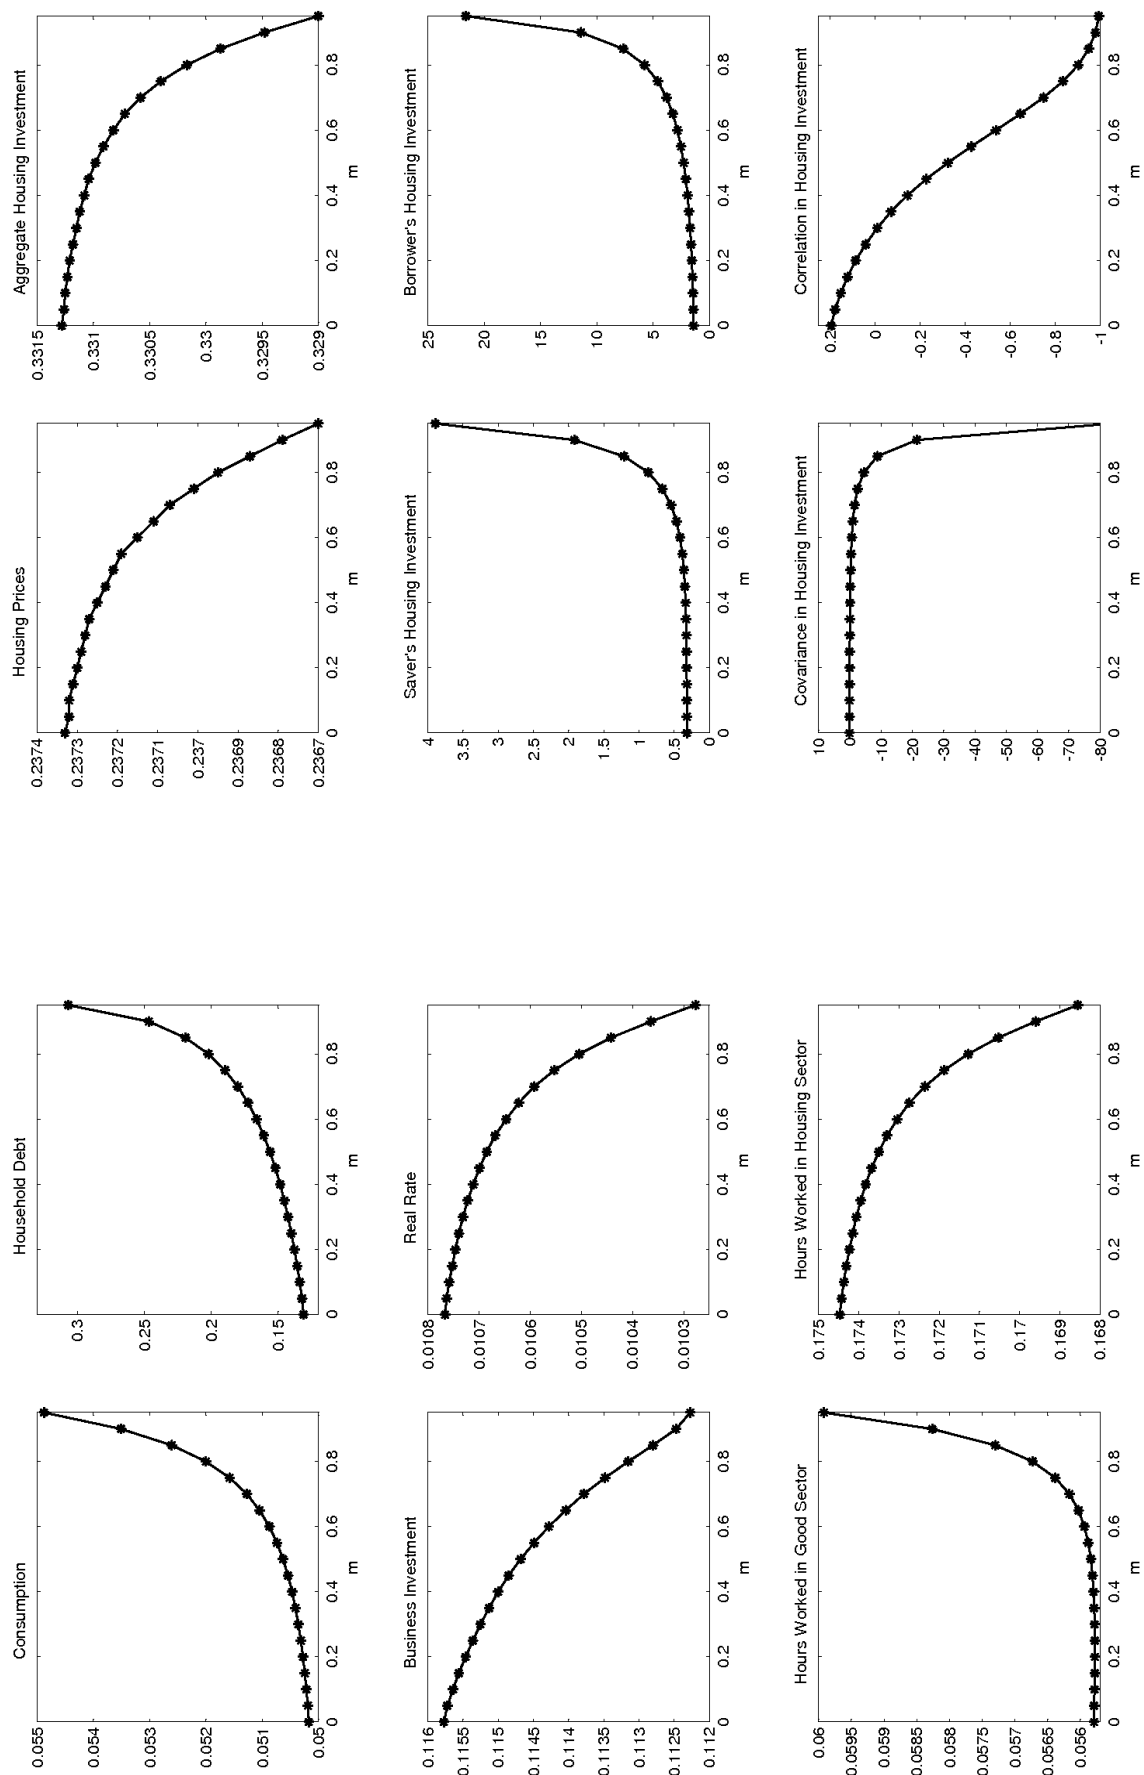 Consumption
0.055
0.054
0.053
0.052
0.051
0.05
0 0.2 0.4 0.6 0.8
m
Household Debt
0.3
0.25
0.2
0.15
0 0.2 0.4 0.6 0.8
m
Housing Prices
0.2374
0.2373
0.2372
0.2371
0.237
0.2369
0.2368
0.2367
0 0.2 0.4 0.6 0.8
m
Aggregate Housing Investment
0.3315
0.331
0.3305
0.33
0.3295
0.329
0 0.2 0.4 0.6 0.8
m
Business Investment
0.116
0.1155
0.115
0.1145
0.114
0.1135
0.113
0.1125
0.112
0 0.2 0.4 0.6 0.8
m
Real Rate
0.0108
0.0107
0.0106
0.0105
0.0104
0.0103
0 0.2 0.4 0.6 0.8
m
Saver's Housing Investment
4
3.5
3
2.5
2
1.5
1
0.5
0
0 0.2 0.4 0.6 0.8
m
Borrower's Housing Investment
25
20
15
10
5
0
0 0.2 0.4 0.6 0.8
m
Hours Worked in Good Sector
0.06
0.0595
0.059
0.0585
0.058
0.0575
0.057
0.0565
0.056
0 0.2 0.4 0.6 0.8
m
Hours Worked in Housing Sector
0.175
0.174
0.173
0.172
0.171
0.17
0.169
0.168
0 0.2 0.4 0.6 0.8
m
Covariance in Housing Investment
10
0
-10
-20
-30
-40
-50
-60
-70
-80
0 0.2 0.4 0.6 0.8
m
Correlation in Housing Investment
0.2
0
-0.2
-0.4
-0.6
-0.8
-1
0 0.2 0.4 0.6 0.8
m